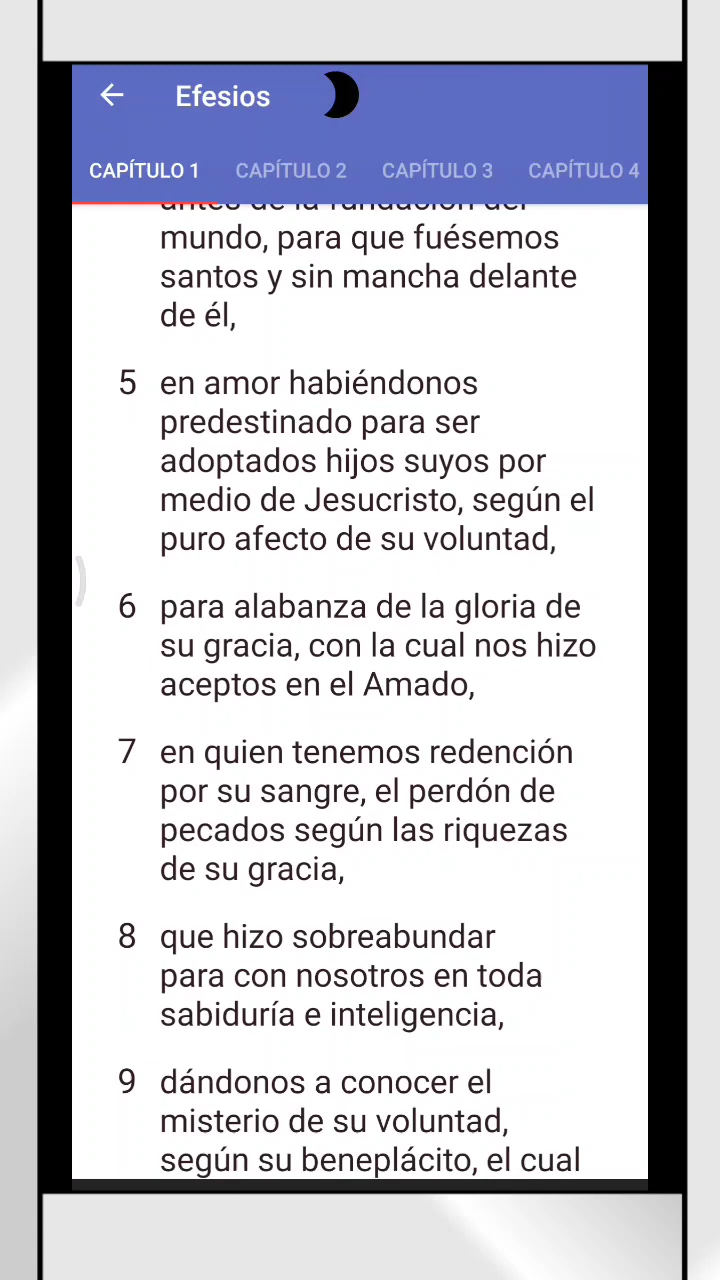 Efesios
CAPÍTULO 1 CAPÍTULO 2 CAPÍTULO 3 CAPÍTULO 4
antes de la fundación del
mundo, para que fuésemos
santos y sin mancha delante
de él,
5 en amor habiéndonos
predestinado para ser
adoptados hijos suyos por
medio de Jesucristo, según el
puro afecto de su voluntad,
6 para alabanza de la gloria de
su gracia, con la cual nos hizo
aceptos en el Amado,
7 en quien tenemos redención
por su sangre, el perdón de
pecados según las riquezas
de su gracia,
8 que hizo sobreabundar
para con nosotros en toda
sabiduría e inteligencia,
9 dándonos a conocer el
misterio de su voluntad,
según su beneplácito, el cual